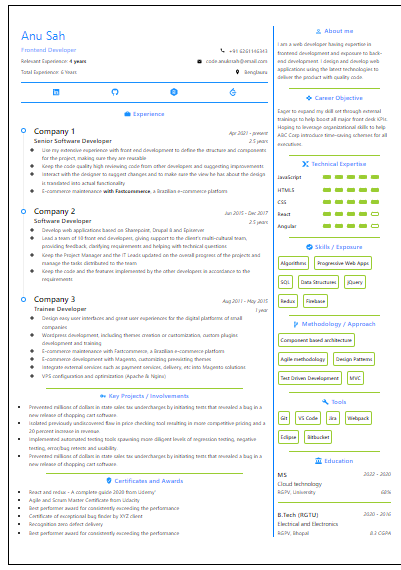 Anu Sah
Frontend Developer
Relevant Experience: 4 years
Total Experience: 6 Years
+91 6261146343
code.anuknsah@email.com
Bengaluru
Experience
Company 1
Apr 2021 - present
Senior Software Developer
2.5 years
Use my extensive experience with front end development to define the structure and components
for the project, making sure they are reusable
Keep the code quality high reviewing code from other developers and suggesting improvements
Interact with the designer to suggest changes and to make sure the view he has about the design
is translated into actual functionality
E-commerce maintenance with Fastcommerce, a Brazilian e-commerce platform
Company 2
Jun 2015 - Dec 2017
Software Developer
2.5 years
Develop web applications based on Sharepoint, Drupal 8 & Episerver
Lead a team of 10 front end developers, giving support to the client's multi-cultural team,
providing feedback, clarifying requirements and helping with technical questions
Keep the Project Manager and the IT Leads updated on the overall progress of the projects and
manage the tasks distributed to the team
Keep the code and the features implemented by the other developers in accordance to the
requirements
Company 3
Aug 2011 - May 2015
Trainee Developer
1 year
Design easy user interfaces and great user experiences for the digital platforms of small
companies
Wordpress development, including themes creation or customization, custom plugins
development and training
E-commerce maintenance with Fastcommerce, a Brazilian e-commerce platform
E-commerce development with Magento, customizing presenting themes
Integrate external services such as payment services, delivery, etc into Magento solutions
VPS configuration and optimization (Apache & Nginx)
Key Projects / Involvements
Prevented millions of dollars in state sales tax undercharges by initiating tests that revealed a bug in a
new release of shopping cart software
Isolated previously undiscovered flaw in price checking tool resulting in more competitive pricing and a
20 percent increase in revenue
Implemented automated testing tools spawning more diligent levels of regression testing, negative
testing, error/bug retests and usability
Prevented millions of dollars in state sales tax undercharges by initiating tests that revealed a bug in a
new release of shopping cart software
Certificates and Awards
React and redux - A complete guide 2020 from Udemy'
Agile and Scrum Master Certificate from Udacity
Best performer award for consistently exceeding the performance
Certificate of exceptional bug finder by XYZ client
Recognition zero defect delivery
Best performer award for consistently exceeding the performance
About me
I am a web developer having expertise in
frontend development and exposure to back-
end development. I design and develop web
applications using the latest technologies to
deliver the product with quality code.
Career Objective
Eager to expand my skill set through external
trainings to help boost all major front desk KPIs.
Hoping to leverage organizational skills to help
ABC Corp introduce time-saving schemes for all
executives.
Technical Expertise
JavaScript
HTML5
CSS
React
Angular
Skills / Exposure
Algorithms
Progressive Web Apps
SQL
Data Structures
jQuery
Redux
Firebase
Methodology / Approach
Component based architecture
Agile methodology
Design Patterns
Test Driven Development
MVC
Tools
Git
VS Code
Jira
Webpack
Eclipse
Bitbucket
Education
MS
2022 - 2020
Cloud technology
RGPV, University
68%
B.Tech (RGTU)
2020 - 2016
Electrical and Electronics
RGPV, Bhopal
8.3 CGPA